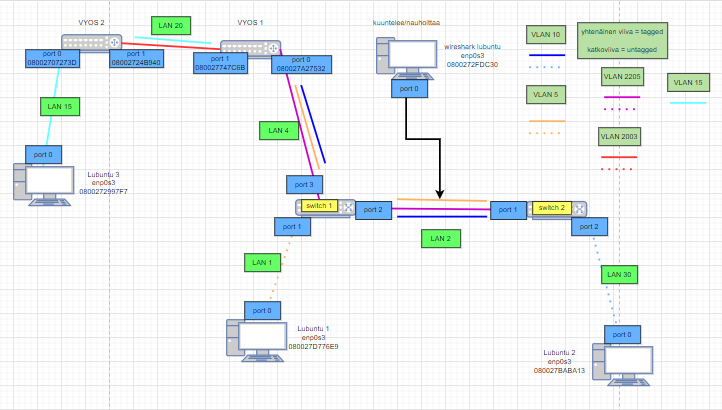 VYOS 2
LAN 20
VYOS 1
port 0
08002707273D
port 1
08002724B940
port 1
080027747C6B
port 0
080027A27532
kuuntelee/nauhoittaa
wireshark lubuntu
enp0s3
0800272FDC30
port 0
VLAN 10
yhtenäinen viiva = tagged
katkoviiva = untagged
VLAN 2205
VLAN 15
VLAN 5
VLAN 2003
LAN 15
LAN 4
port 0
Lubuntu 3
enp0s3
0800272997F7
port 3
switch 1
port 2
port 1
port 1
switch 2
port 2
LAN 2
LAN 1
LAN 30
port 0
Lubuntu 1
enp0s3
080027D776E9
port 0
Lubuntu 2
enp0s3
080027BABA13